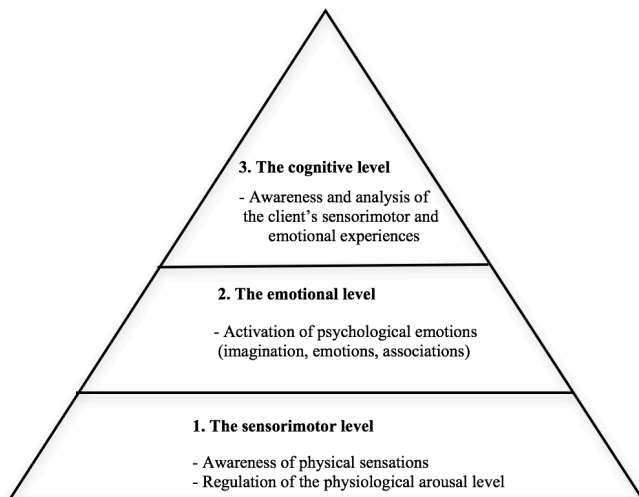 3. The cognitive level
- Awareness and analysis of
the client’s sensorimotor and
emotional experiences
2. The emotional level
- Activation of psychological emotions
(imagination, emotions, associations)
1. The sensorimotor level
- Awareness of physical sensations
- Regulation of the physiological arousal level